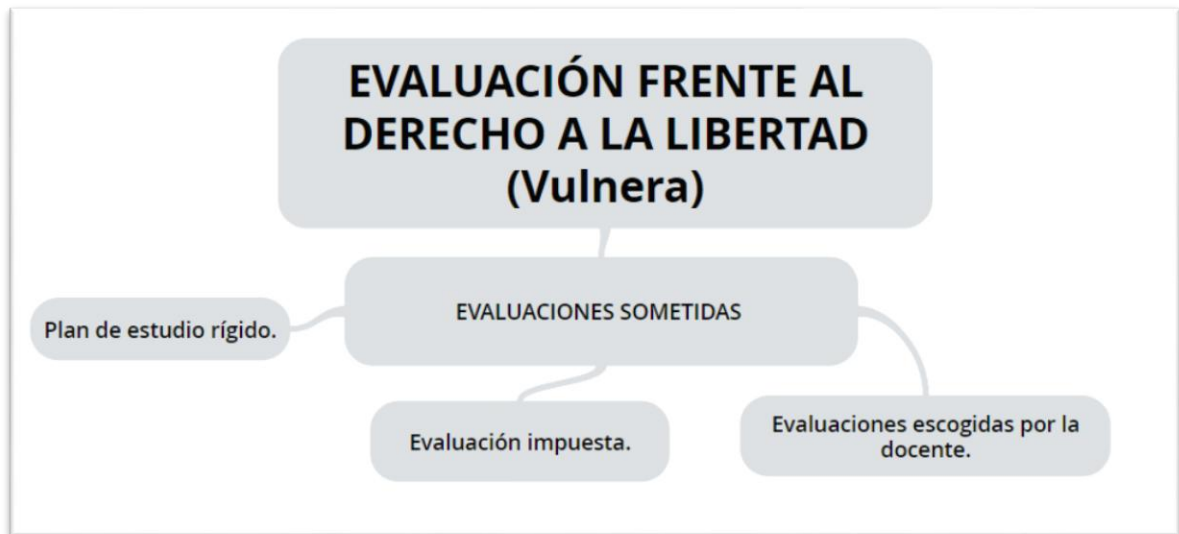 EVALUACIÓN FRENTE AL
DERECHO A LA LIBERTAD
(Vulnera)
EVALUACIONES SOMETIDAS
Plan de estudio rígido.
Evaluación impuesta.
Evaluaciones escogidas por la
docente.